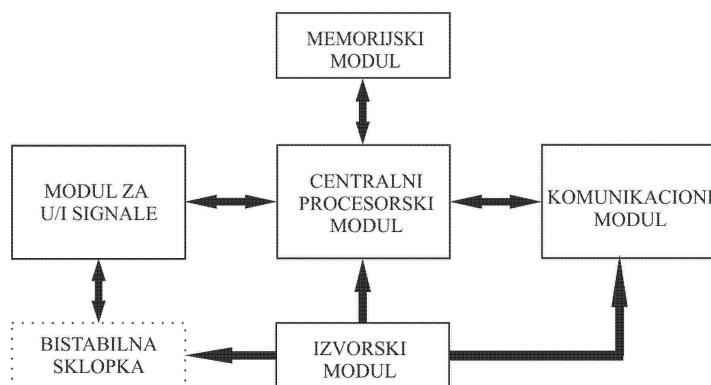 MEMORIJSKI
MODUL
MODUL ZA
U/I SIGNALE
CENTRALNI
PROCESORSKI
MODUL
KOMUNIKACIONI
MODUL
BISTABILNA
SKLOPKA
IZVORSKI
MODUL